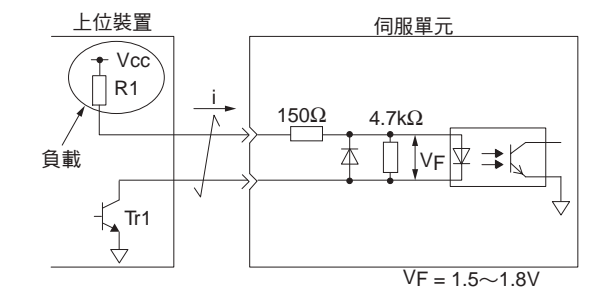 上位裝置
伺服單元
Vcc
R1
i
150Ω
4.7kΩ
負載
VF
Tr1
VF = 1.5～1.8V